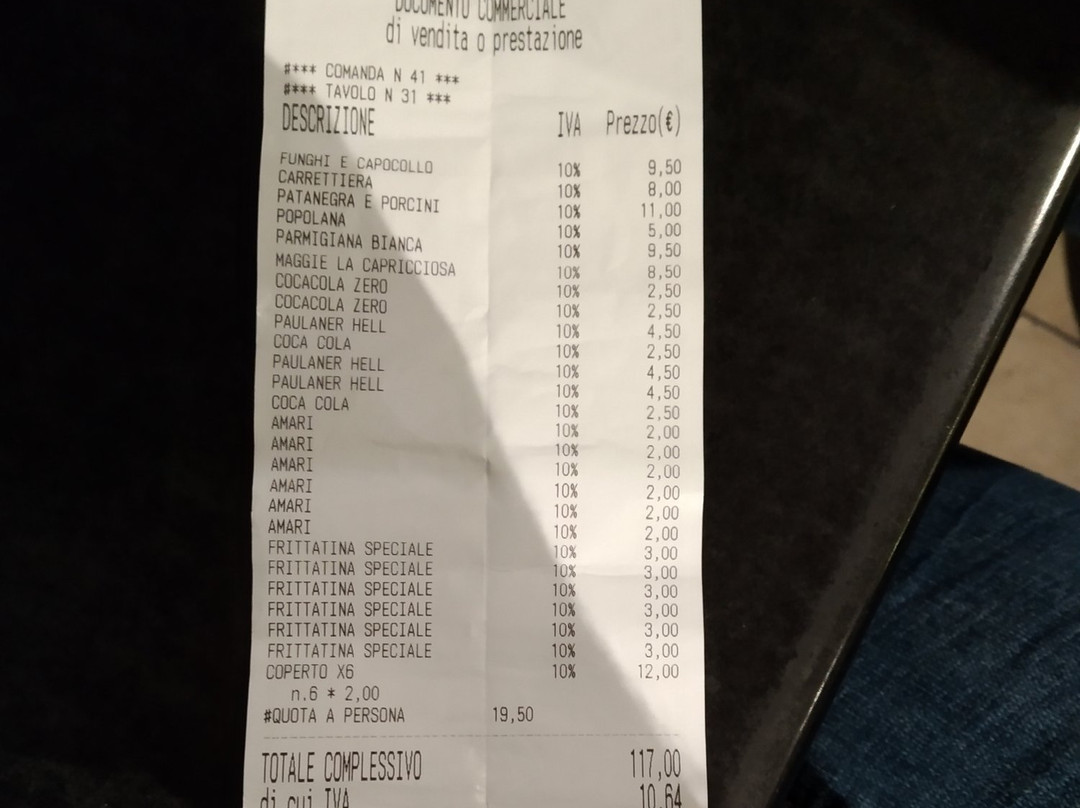 DOCUMENTO COMMERCIALE
di vendita o prestazione
#*** COMANDA N 41 ***
#*** TAVOLO N 31 ***
DESCRIZIONE IVA Prezzo(€)
FUNGHI E CAPOCOLLO 10% 9,50
CARRETTIERA 10% 8,00
PATANEGRA E PORCINI 10% 11,00
POPOLANA 10% 5,00
PARMIGIANA BIANCA 10% 9,50
MAGGIE LA CAPRICCIOSA 10% 8,50
COCACOLA ZERO 10% 2,50
COCACOLA ZERO 10% 2,50
PAULANER HELL 10% 4,50
COCA COLA 10% 2,50
PAULANER HELL 10% 4,50
PAULANER HELL 10% 4,50
COCA COLA 10% 2,50
AMARI 10% 2,00
AMARI 10% 2,00
AMARI 10% 2,00
AMARI 10% 2,00
AMARI 10% 2,00
AMARI 10% 2,00
FRITTATINA SPECIALE 10% 3,00
FRITTATINA SPECIALE 10% 3,00
FRITTATINA SPECIALE 10% 3,00
FRITTATINA SPECIALE 10% 3,00
FRITTATINA SPECIALE 10% 3,00
FRITTATINA SPECIALE 10% 3,00
COPERTO X6 10% 12,00
n.6 * 2,00
#QUOTA A PERSONA 19,50
TOTALE COMPLESSIVO 117,00
di cui IVA 10,64